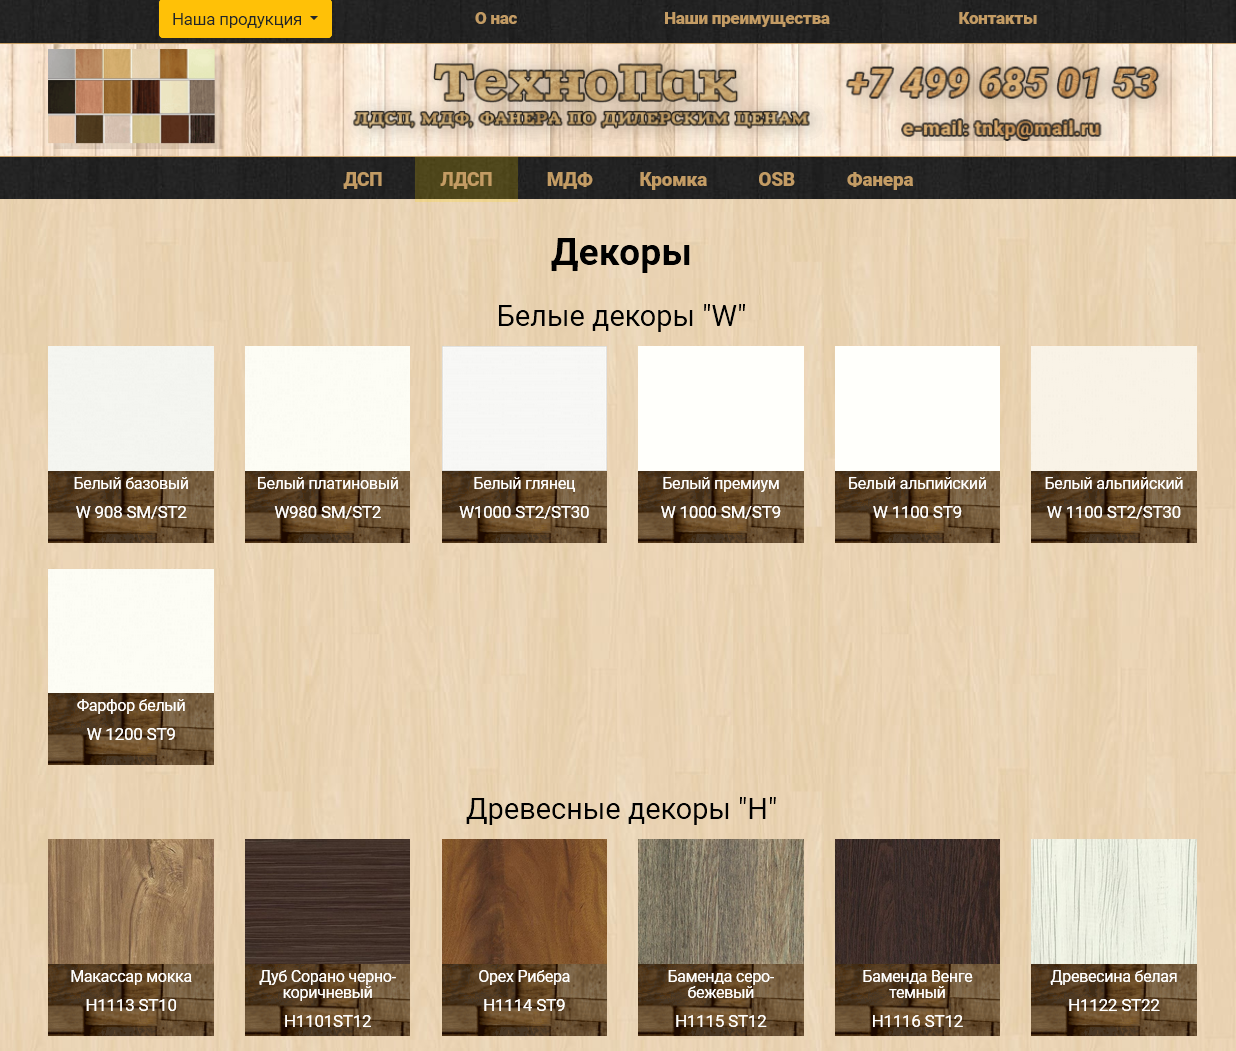 Наша продукция
О нас
Наши преимущества
Контакты
ТехноПак
ЛДСП, МДФ, ФАНЕРА ПО ДИЛЕРСКИМ ЦЕНАМ
+7 499 685 01 53
e-mail: tnkp@mail.ru
ДСП
ЛДСП
МДФ
Кромка
OSB
Фанера
Декоры
Белые декоры "W"
Белый базовый
W 908 SM/ST2
Белый платиновый
W980 SM/ST2
Белый глянец
W1000 ST2/ST30
Белый премиум
W 1000 SM/ST9
Белый альпийский
W 1100 ST9
Белый альпийский
W 1100 ST2/ST30
Фарфор белый
W 1200 ST9
Древесные декоры "H"
Макассар мокка
H1113 ST10
Дуб Сорано черно-
коричневый
H1101ST12
Орех Рибера
H1114 ST9
Баменда серо-
бежевый
H1115 ST12
Баменда Венге
темный
H1116 ST12
Древесина белая
H1122 ST22